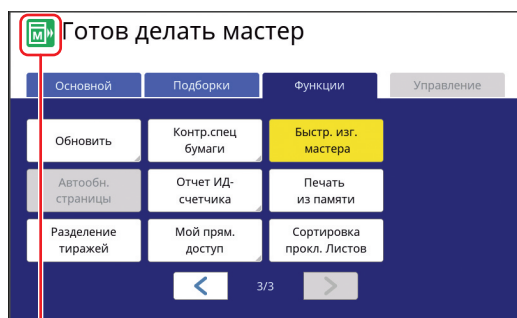 M
Готов делать мастер
Основной
Подборки
Функции
Управление
Обновить
Контр.спец
бумаги
Быстр. изг.
мастера
Автообн.
страницы
Отчет ИД-
счетчика
Печать
из памяти
Разделение
тиражей
Мой прям.
доступ
Сортировка
прокл. Листов
3/3